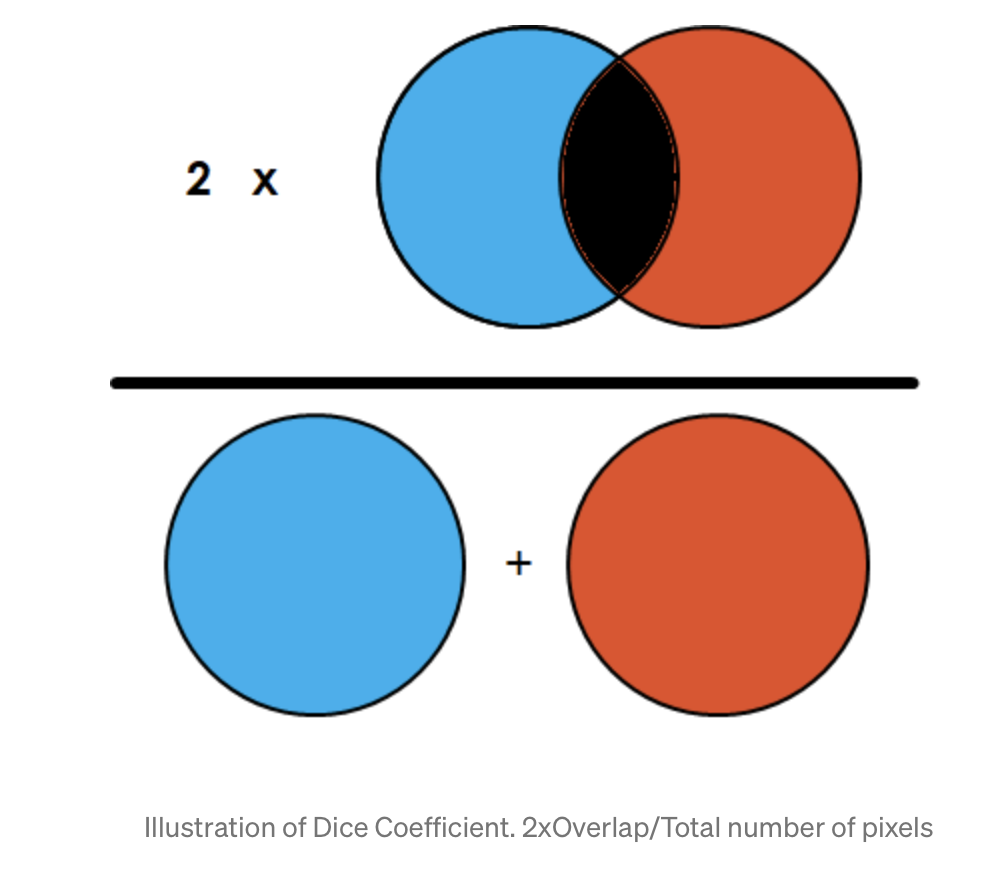 2 x
+
Illustration of Dice Coefficient. 2xOverlap/Total number of pixels